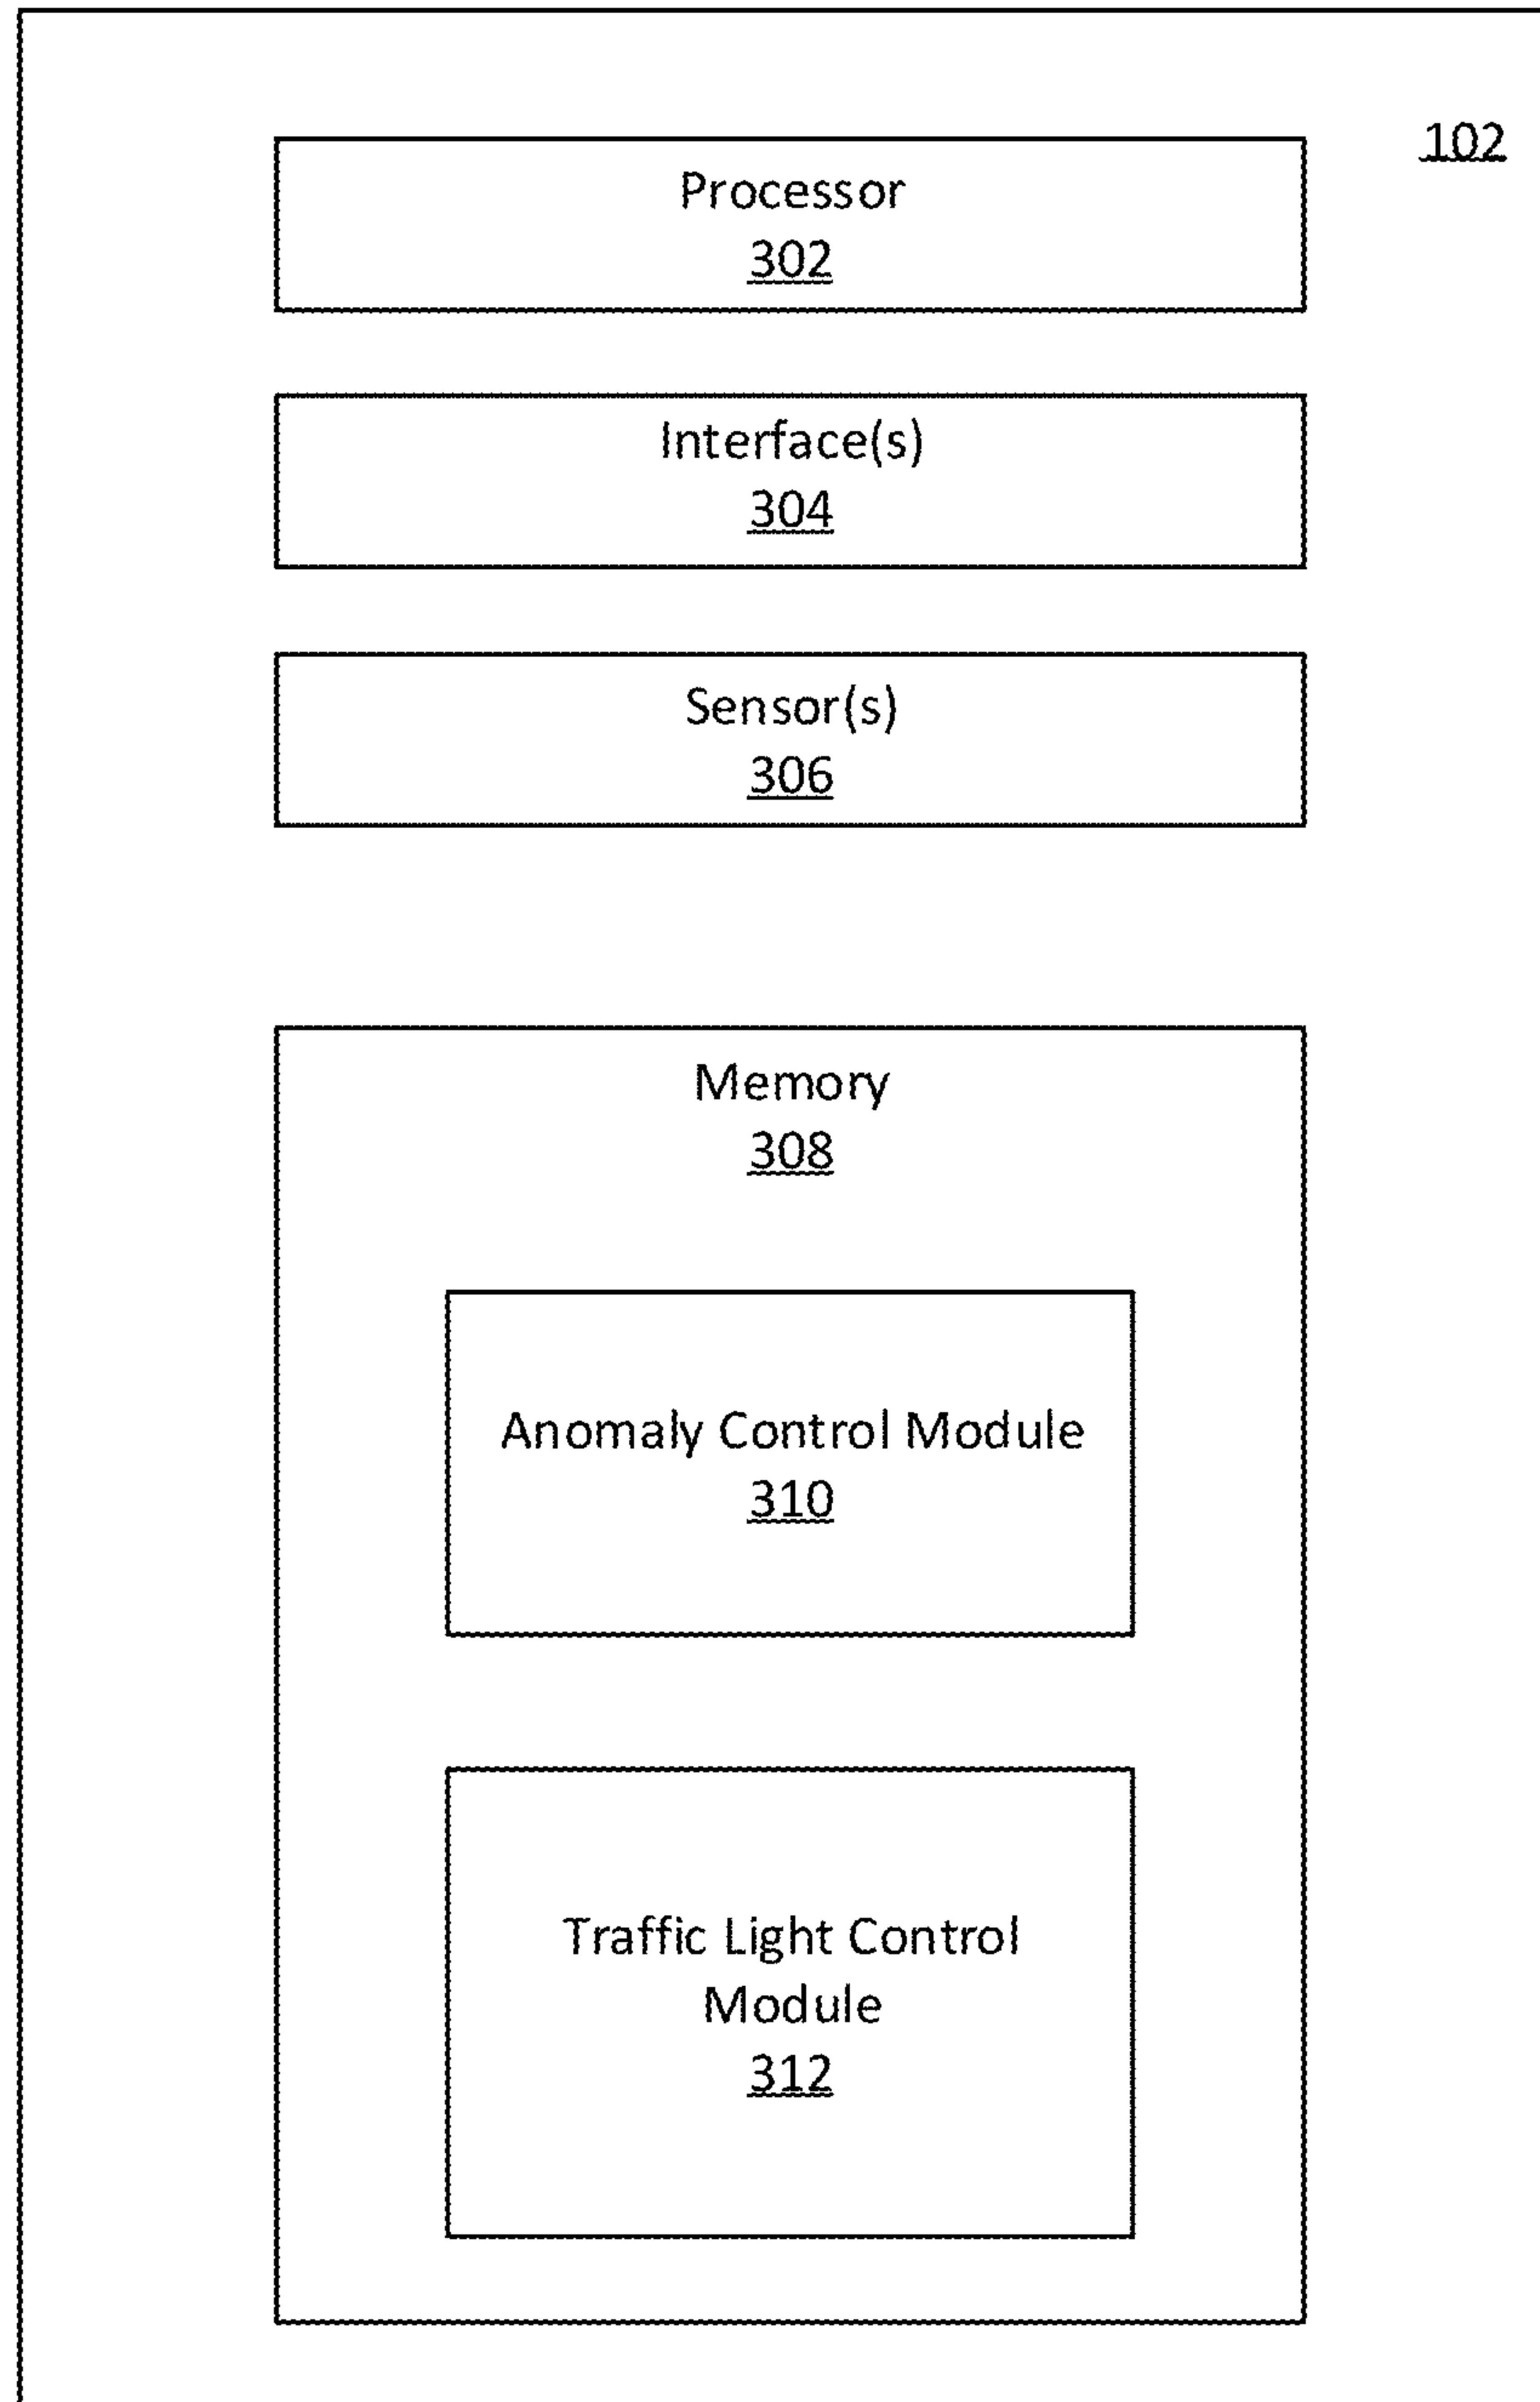 102
Processor
302
Interface(s)
304
Sensor(s)
306
Memory
308
Anomaly Control Module
310
Traffic Light Control
Module
312